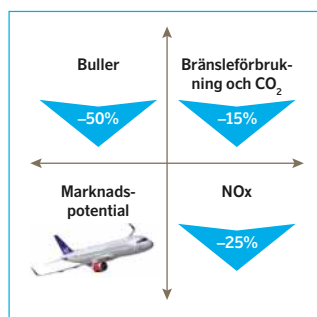 Buller
–50%
Bränsleförbruk-
ning och CO₂
–15%
Marknads-
potential
NOx
–25%